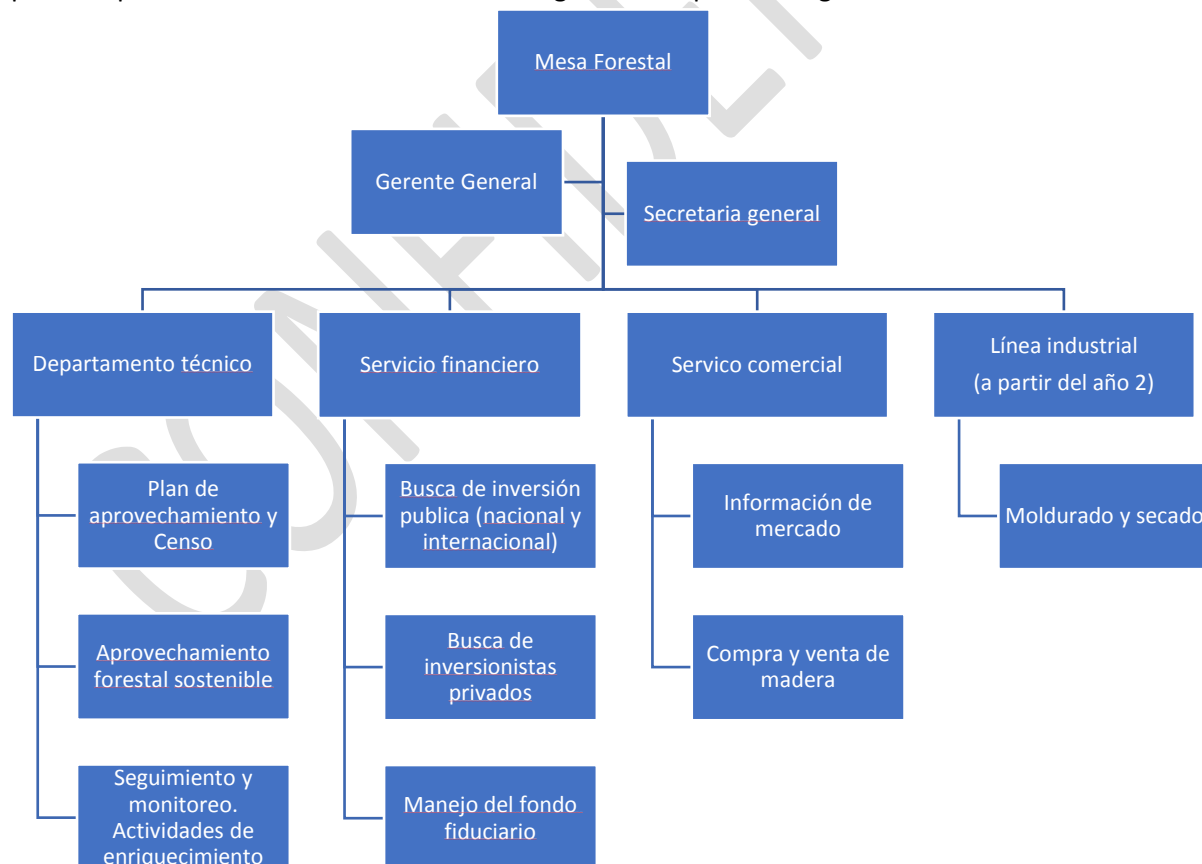 Mesa Forestal
Gerente General
Secretaria general
Departamento técnico
Servicio financiero
Servico comercial
Línea industrial
(a partir del año 2)
Plan de
aprovechamiento y
Censo
Busca de inversión
publica (nacional y
internacional)
Información de
mercado
Moldurado y secado
Aprovechamiento
forestal sostenible
Busca de
inversionistas
privados
Compra y venta de
madera
Seguimiento y
monitoreo.
Actividades de
enriquecimiento
Manejo del fondo
fiduciario